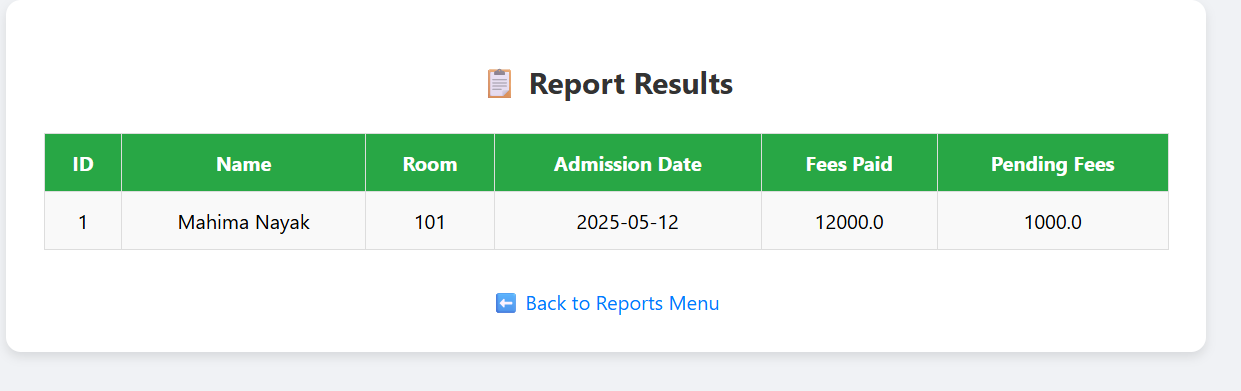 📋 Report Results
ID Name Room Admission Date Fees Paid Pending Fees
1 Mahima Nayak 101 2025-05-12 12000.0 1000.0
⬅️ Back to Reports Menu